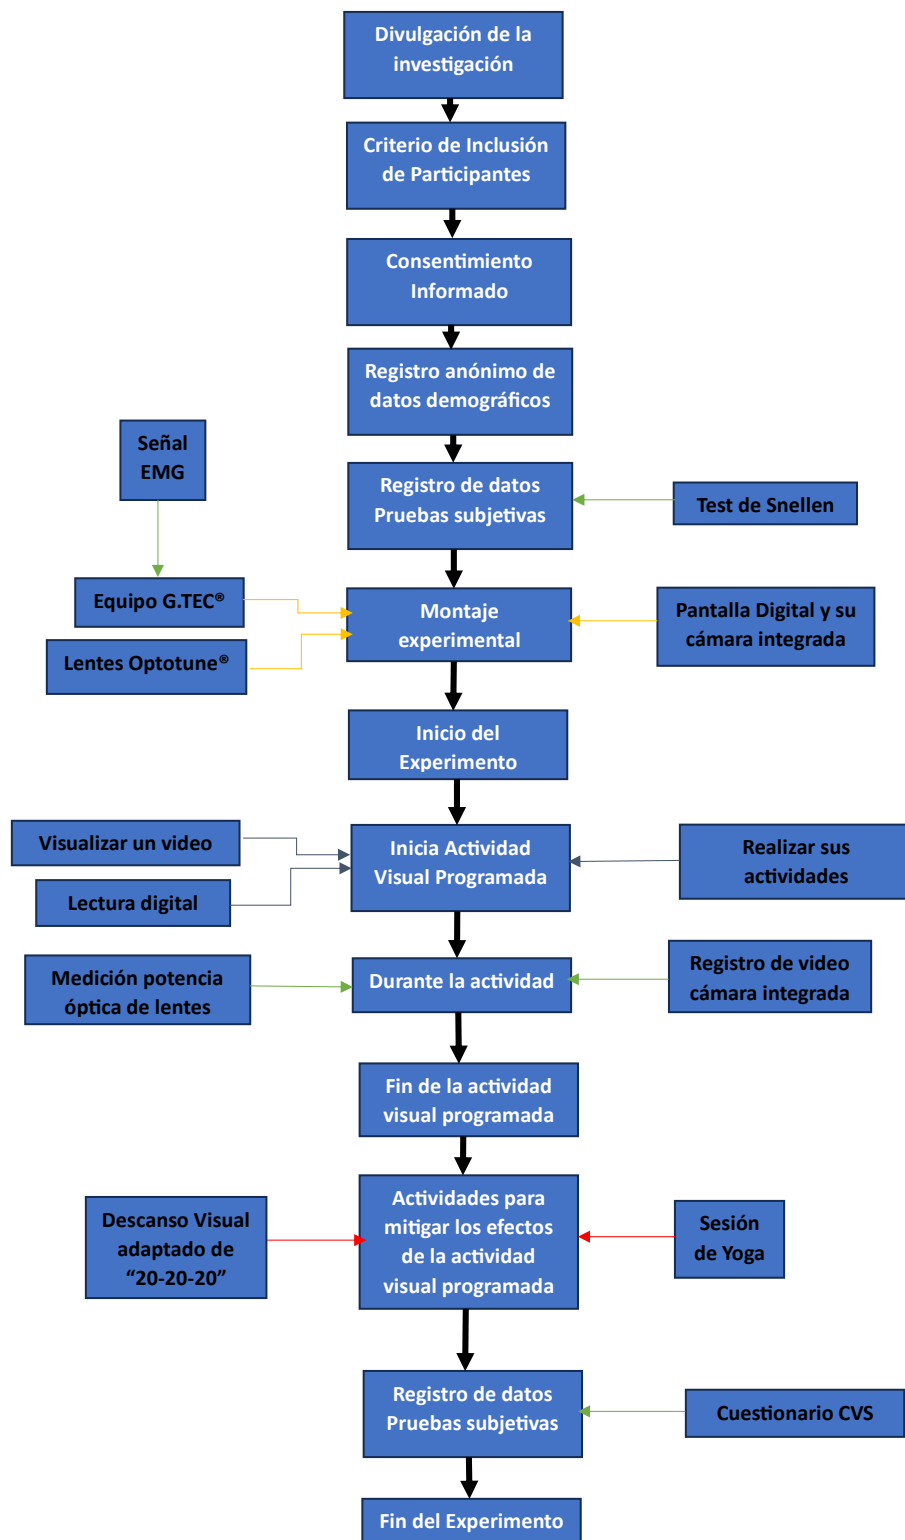 Divulgación de la
investigación
Criterio de Inclusión
de Participantes
Consentimiento
Informado
Registro anónimo de
datos demográficos
Señal
EMG
Registro de datos
Pruebas subjetivas
Test de Snellen
Equipo G.TEC®
Lentes Optotune®
Montaje
experimental
Pantalla Digital y su
cámara integrada
Inicio del
Experimento
Visualizar un video
Lectura digital
Inicia Actividad
Visual Programada
Realizar sus
actividades
Medición potencia
óptica de lentes
Durante la actividad
Registro de video
cámara integrada
Fin de la actividad
visual programada
Descanso Visual
adaptado de
“20-20-20”
Actividades para
mitigar los efectos
de la actividad
visual programada
Sesión
de Yoga
Registro de datos
Pruebas subjetivas
Cuestionario CVS
Fin del Experimento